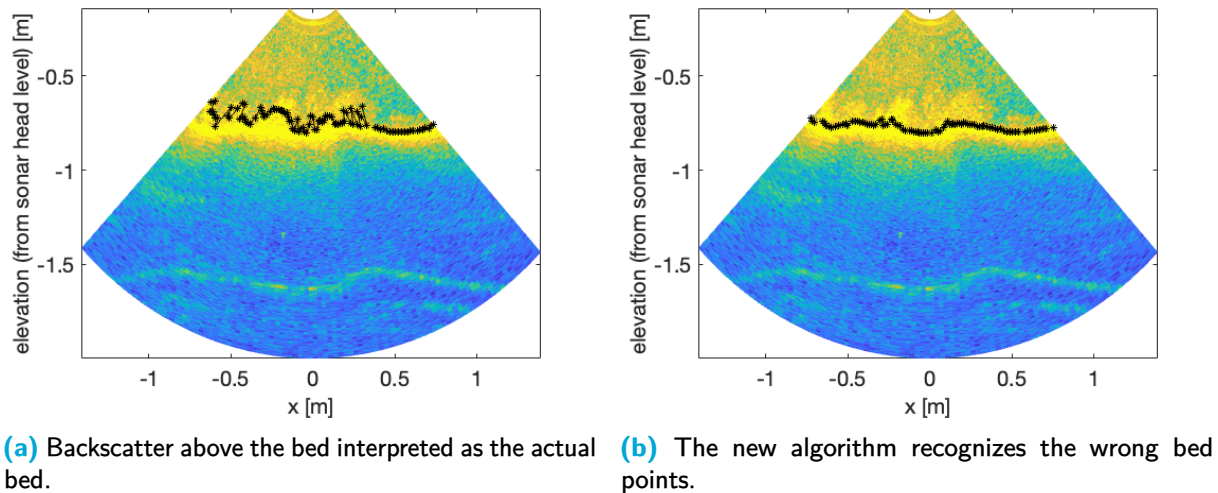 elevation (from sonar head level) [m]
-0.5
-1
-1.5
-1
-0.5
0
0.5
1
x [m]
elevation (from sonar head level) [m]
-0.5
-1
-1.5
-1
-0.5
0
0.5
1
x [m]
(a) Backscatter above the bed interpreted as the actual
bed.
(b) The new algorithm recognizes the wrong bed
points.